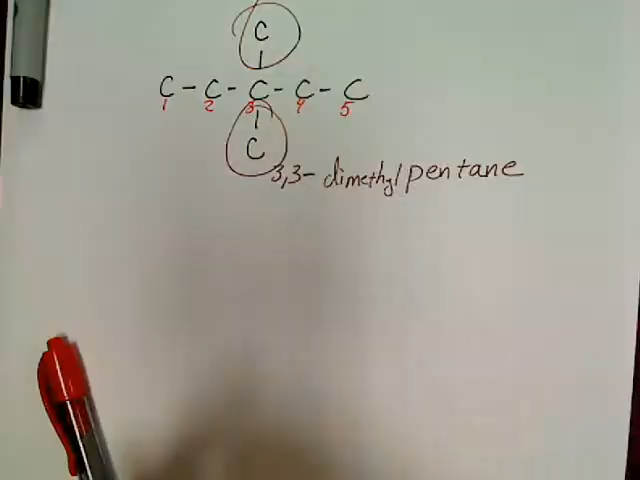 C
C - C - C - C - C
1 2 3 4 5
C
3,3- dimethylpentane